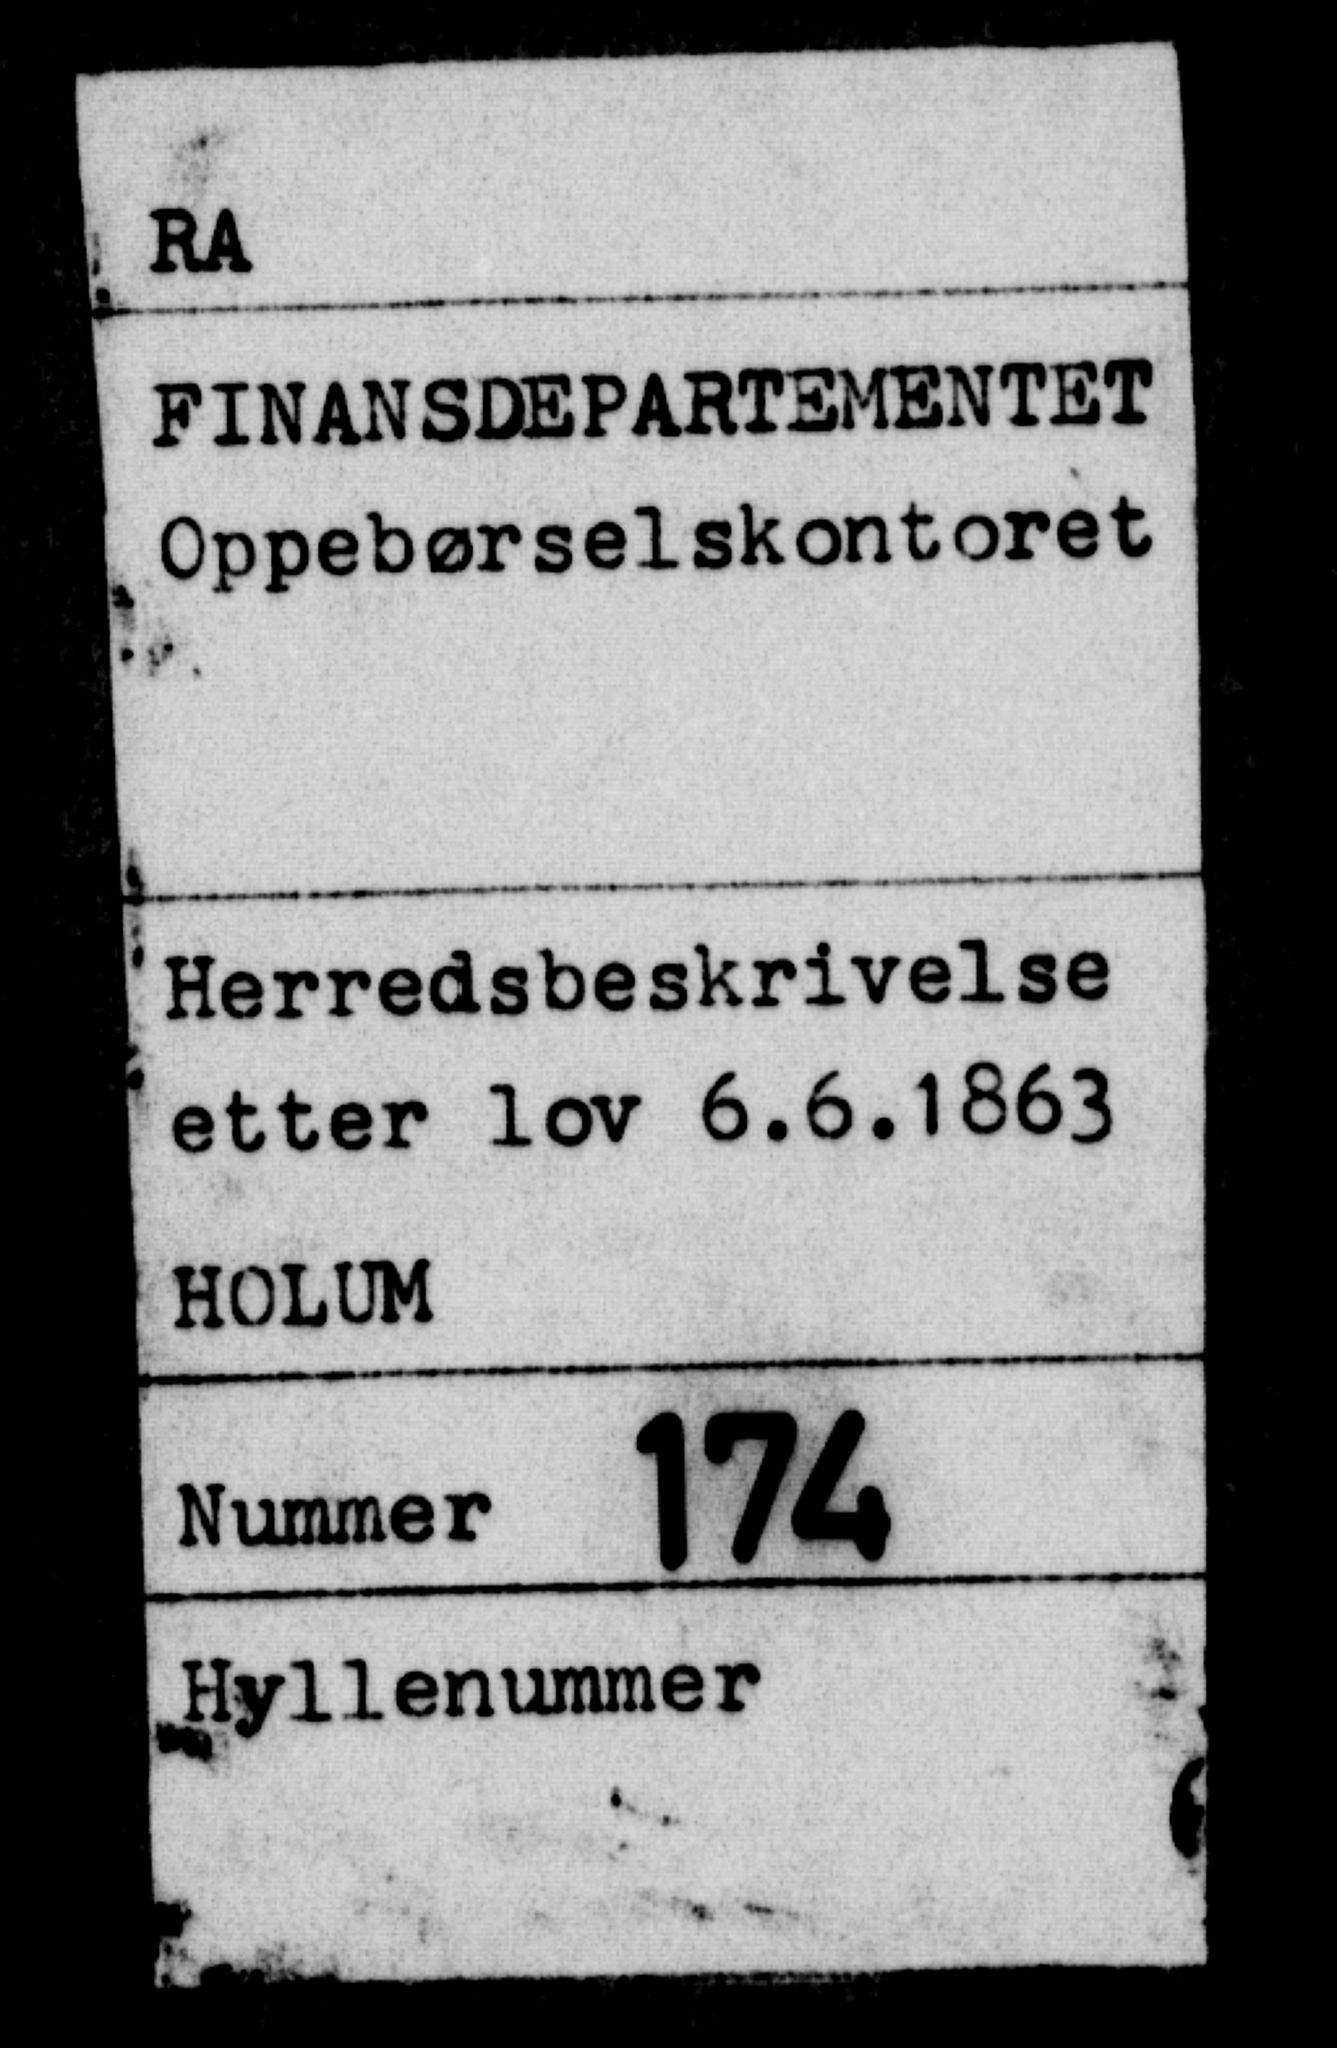 RA
FINANSDEPARTEMENTET
Oppebørselskontoret
Herredsbeskrivelse
etter lov 6.6.1863
HOLUM
Nummer 174
Hyllenummer